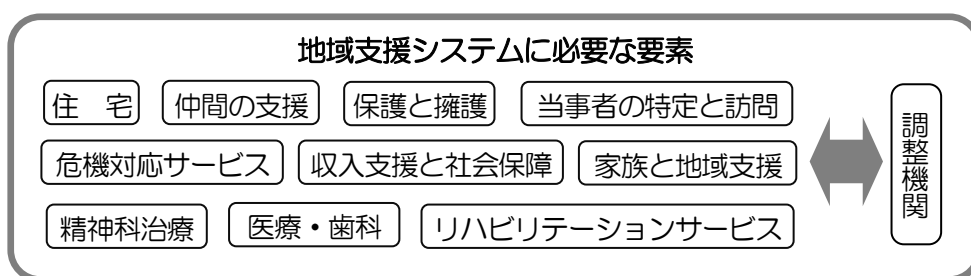 地域支援システムに必要な要素
住　宅
仲間の支援
保護と擁護
当事者の特定と訪問
危機対応サービス
収入支援と社会保障
家族と地域支援
精神科治療
医療・歯科
リハビリテーションサービス
調整機関